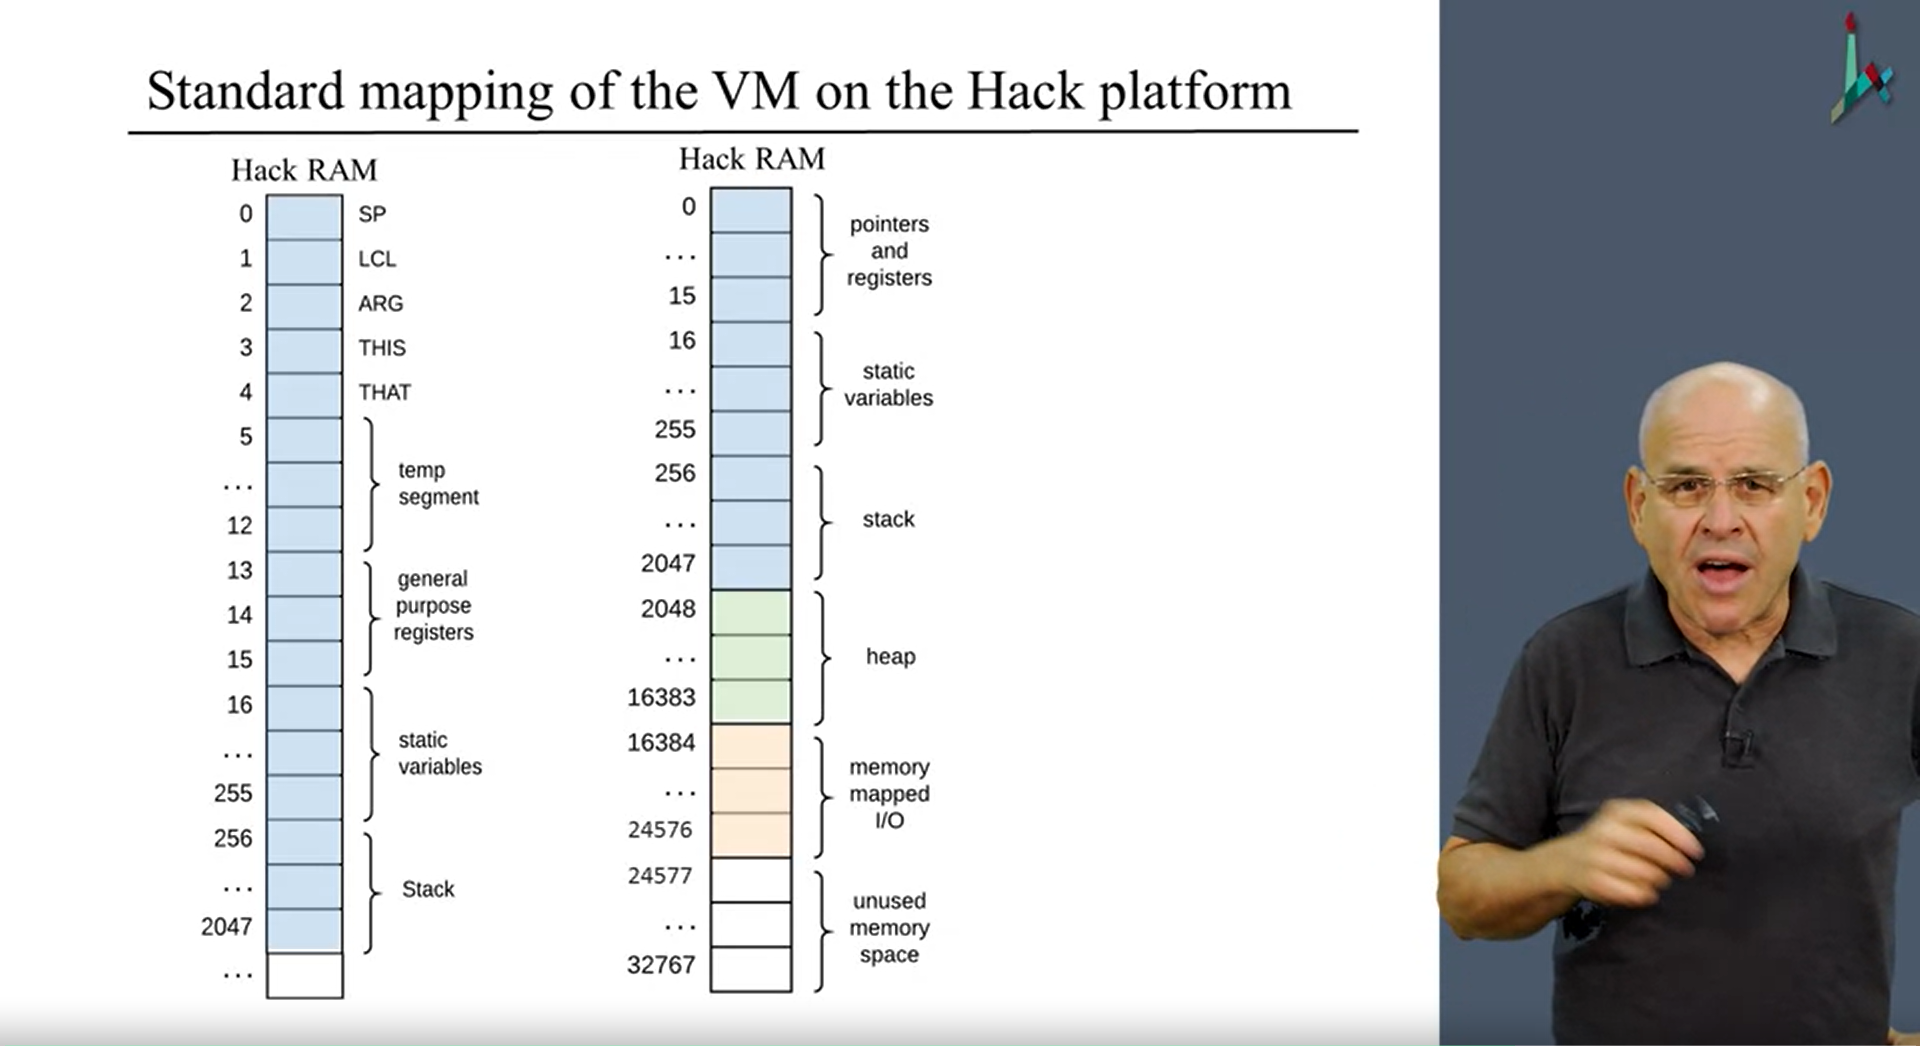 Standard mapping of the VM on the Hack platform
Hack RAM
0 SP
1 LCL
2 ARG
3 THIS
4 THAT
5
...
12
temp
segment
13
14
15
general
purpose
registers
16
...
255
static
variables
256
...
2047
Stack
...
Hack RAM
0
...
15
pointers
and
registers
16
...
255
static
variables
256
...
2047
stack
2048
...
16383
heap
16384
...
24576
memory
mapped
I/O
24577
...
32767
unused
memory
space